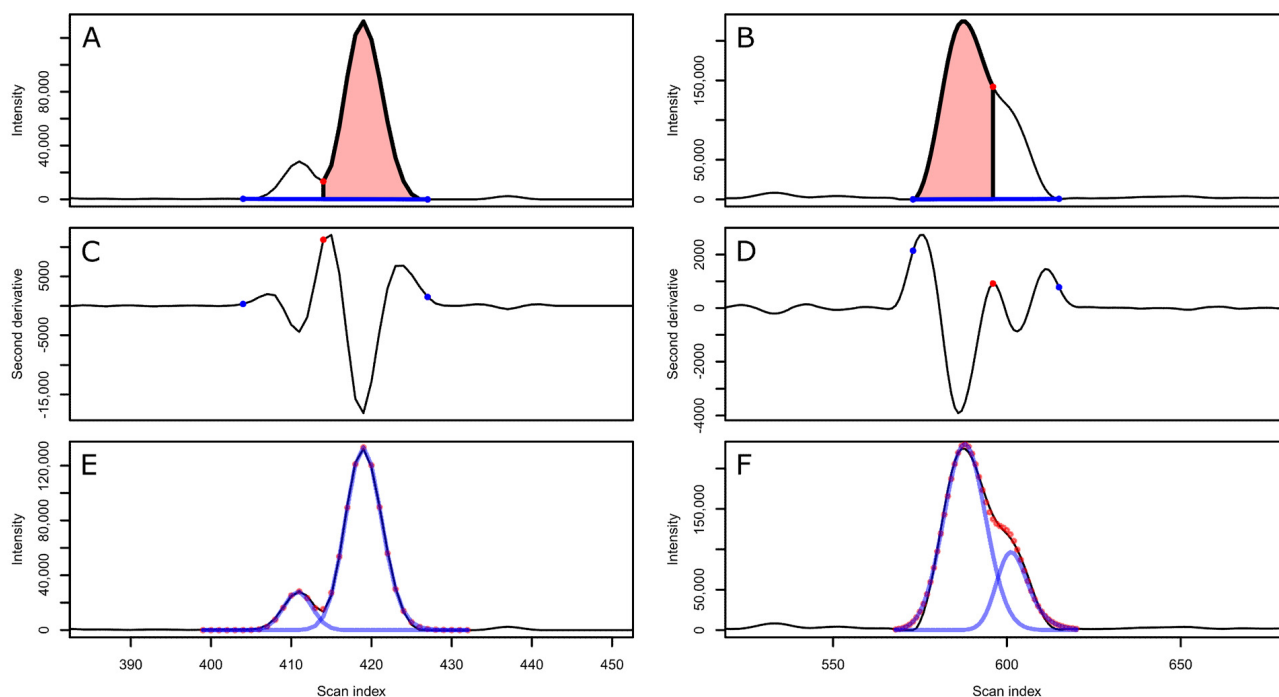 A
Intensity
0
40,000
80,000
B
Intensity
0
50,000
150,000
C
Second derivative
-15,000
-5000
5000
D
Second derivative
-4000
-2000
0
2000
E
Intensity
0
40,000
80,000
120,000
390 400 410 420 430 440 450
Scan index
F
Intensity
0
50,000
150,000
550 600 650
Scan index